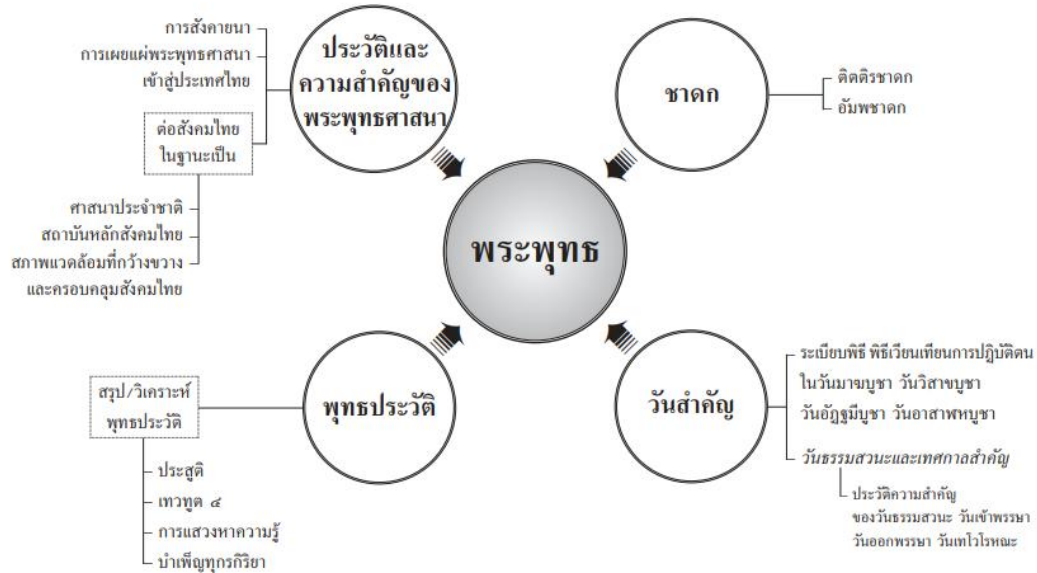 การสังคายนา
การเผยแผ่พระพุทธศาสนา
เข้าสู่ประเทศไทย
ต่อสังคมไทย
ในฐานะเป็น
ศาสนาประจำชาติ
สถาบันหลักสังคมไทย
สภาพแวดล้อมที่กว้างขวาง
และครอบคลุมสังคมไทย
ประวัติและ
ความสำคัญของ
พระพุทธศาสนา
ชาดก
ติตติรชาดก
อัมพชาดก
พระพุทธ
สรุป/วิเคราะห์
พุทธประวัติ
ประสูติ
เทวทูต ๔
การแสวงหาความรู้
บำเพ็ญทุกรกิริยา
พุทธประวัติ
วันสำคัญ
ระเบียบพิธี พิธีเวียนเทียนการปฏิบัติตน
ในวันมาฆบูชา วันวิสาขบูชา
วันอัฏฐมีบูชา วันอาสาฬหบูชา
วันธรรมสวนะและเทศกาลสำคัญ
ประวัติความสำคัญ
ของวันธรรมสวนะ วันเข้าพรรษา
วันออกพรรษา วันเทโวโรหณะ